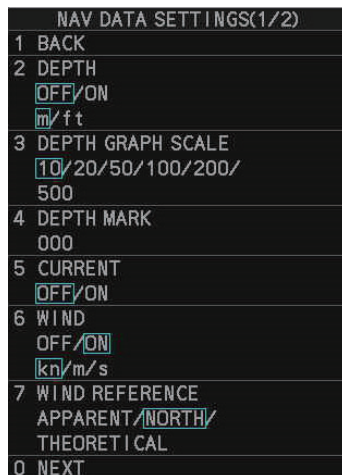 NAV DATA SETTINGS(1/2)
1 BACK
2 DEPTH
OFF/ON
m/ft
3 DEPTH GRAPH SCALE
10/20/50/100/200/
500
4 DEPTH MARK
000
5 CURRENT
OFF/ON
6 WIND
OFF/ON
kn/m/s
7 WIND REFERENCE
APPARENT/NORTH/
THEORETICAL
0 NEXT